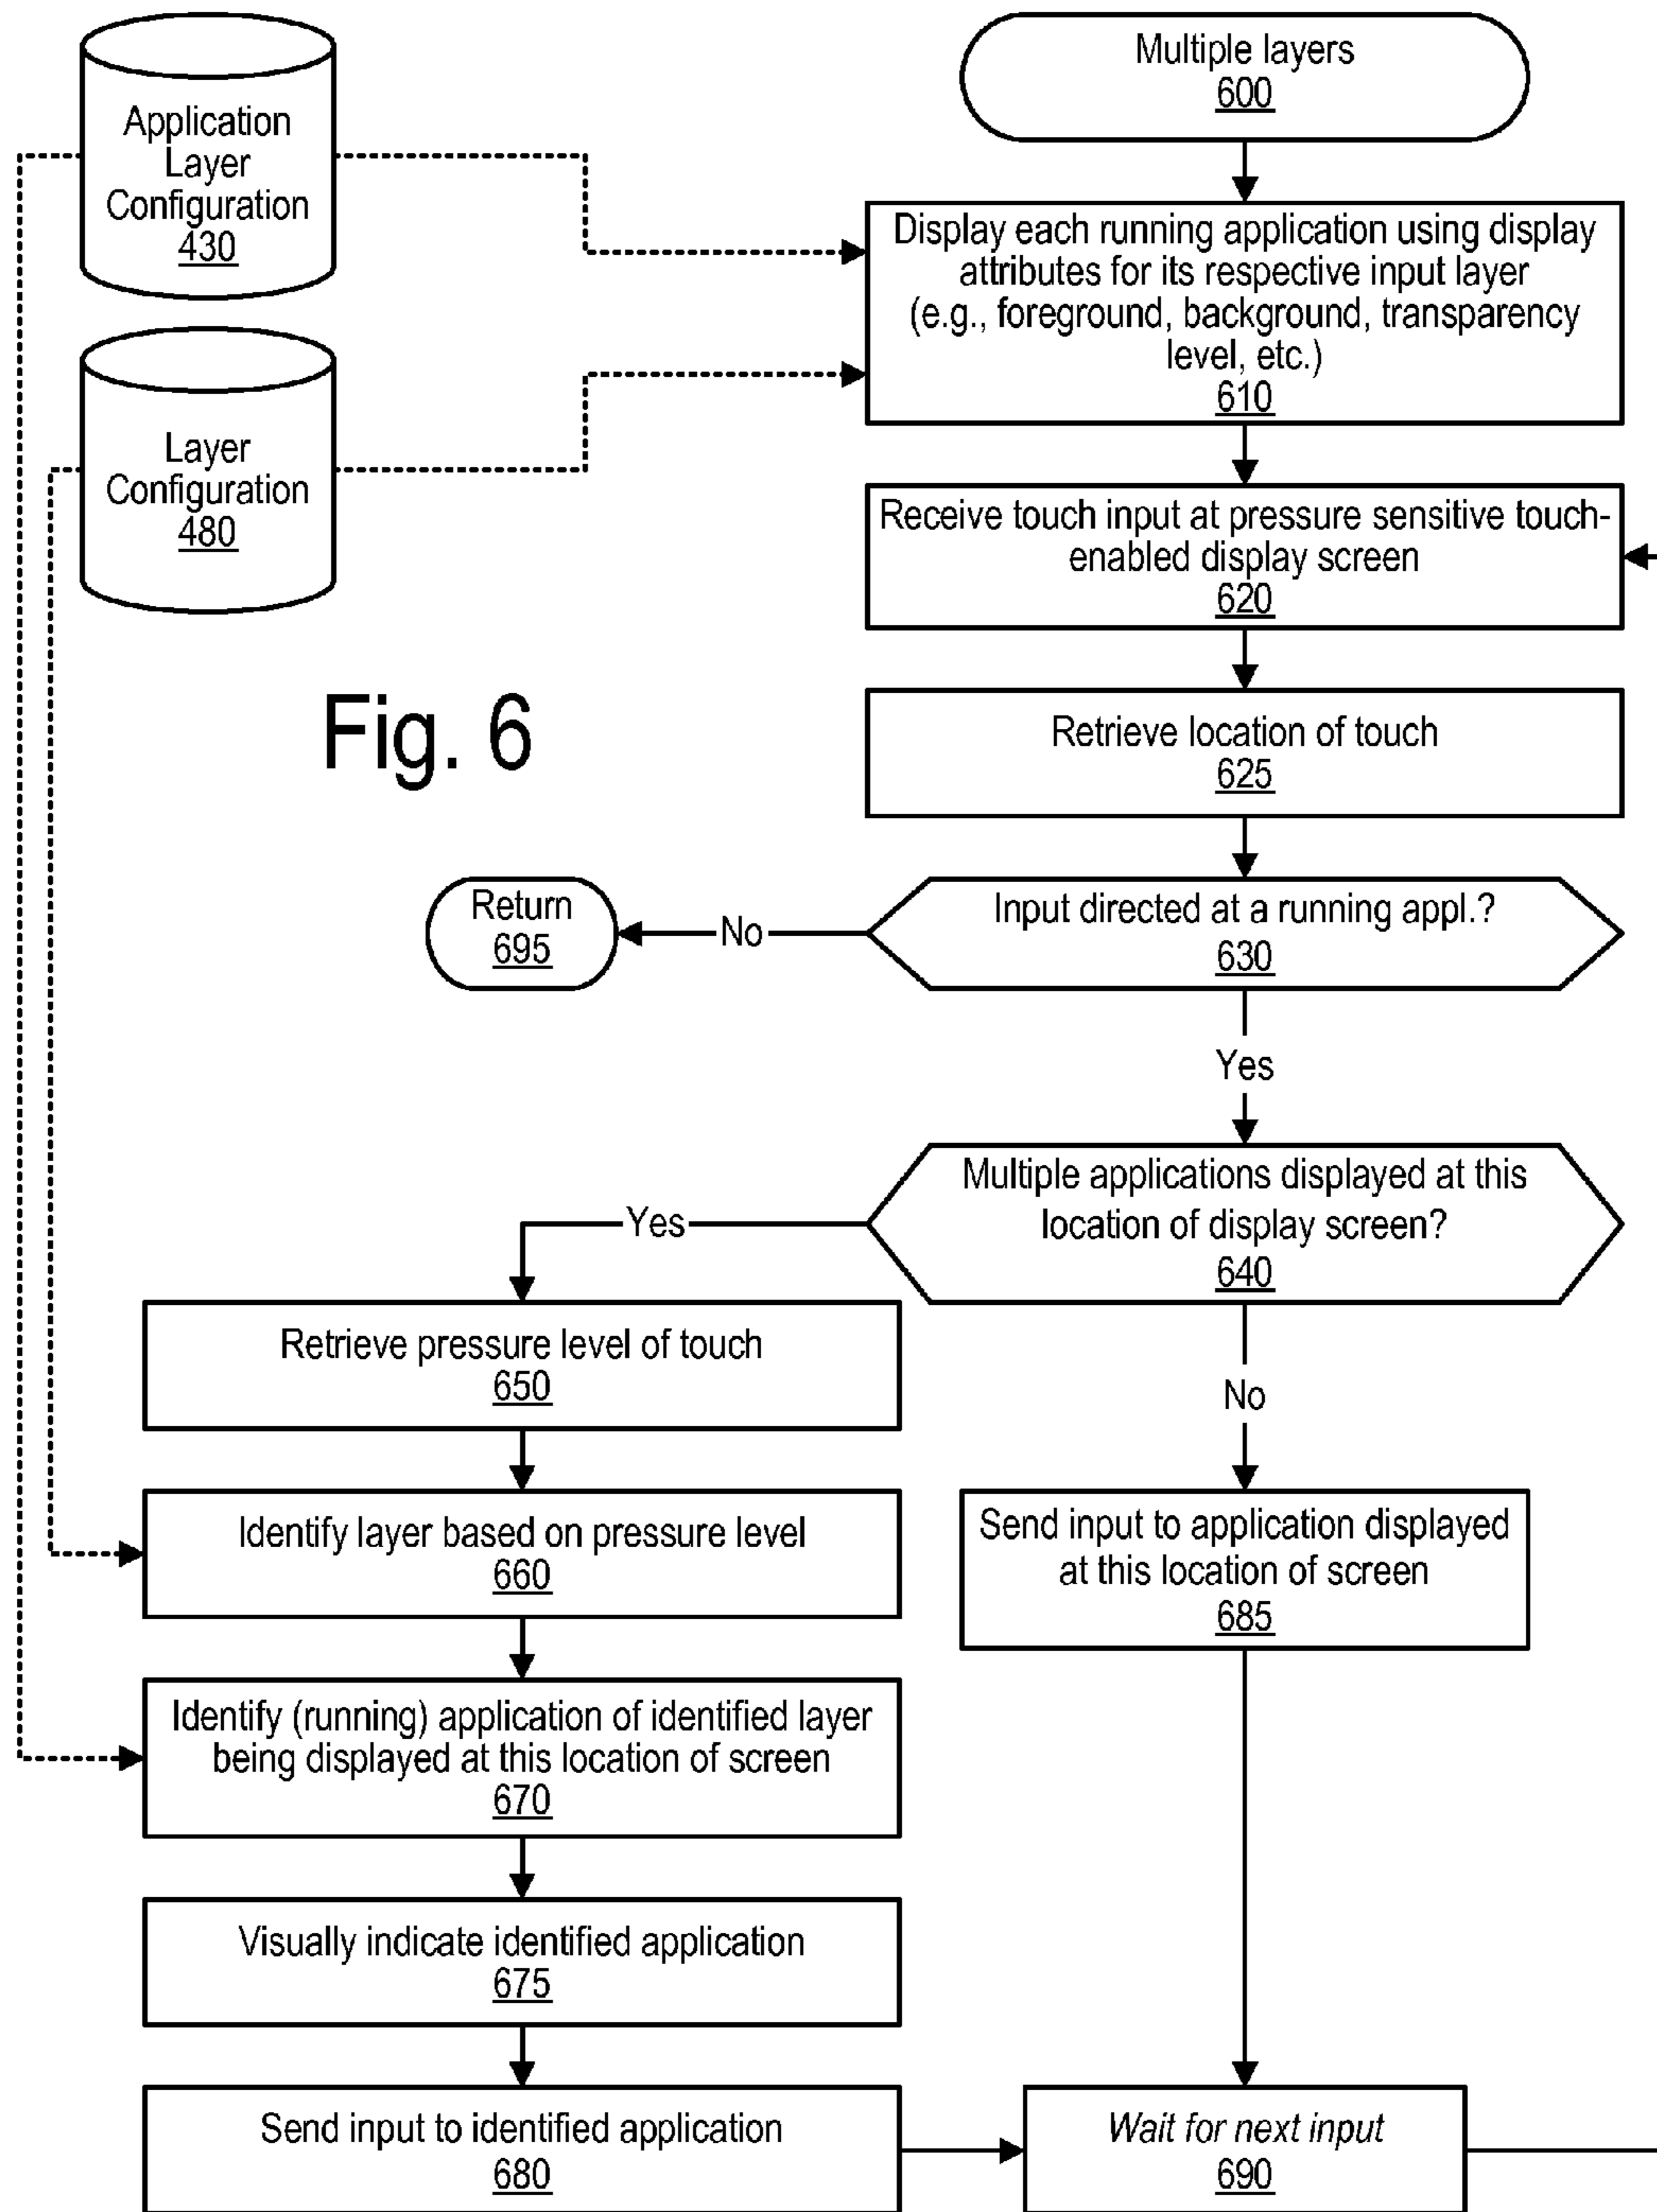 Multiple layers
600
Application
Layer
Configuration
430
Display each running application using display
attributes for its respective input layer
(e.g., foreground, background, transparency
level, etc.)
610
Layer
Configuration
480
Receive touch input at pressure sensitive touch-
enabled display screen
620
Fig. 6
Retrieve location of touch
625
Input directed at a running appl.?
630
No
Return
695
Yes
Multiple applications displayed at this
location of display screen?
640
Yes
Retrieve pressure level of touch
650
No
Identify layer based on pressure level
660
Send input to application displayed
at this location of screen
685
Identify (running) application of identified layer
being displayed at this location of screen
670
Visually indicate identified application
675
Send input to identified application
680
Wait for next input
690